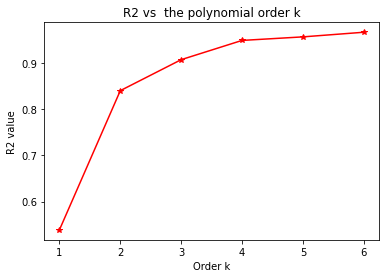 R2 vs  the polynomial order k
R2 value
0.9
0.8
0.7
0.6
1 2 3 4 5 6
Order k